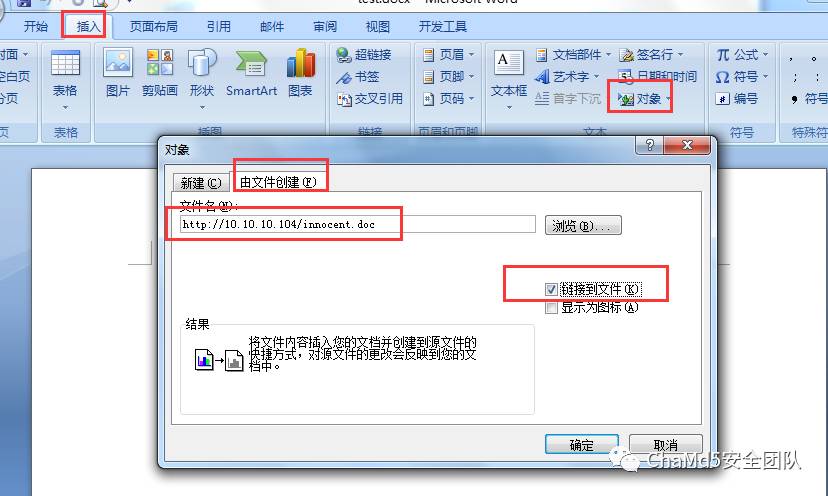 test.docx - Microsoft Word
开始 插入 页面布局 引用 邮件 审阅 视图 开发工具
封面 超链接 页眉 文档部件 签名行 π 公式
空白页 书签 页脚 艺术字 日期和时间 Ω 符号
分页 表格 图片 剪贴画 形状 SmartArt 图表 交叉引用 页码 文本框 首字下沉 对象 # 编号 符号
页 表格 插图 链接 页眉和页脚 文本 符号 特殊符
对象
新建(C) 由文件创建(F)
文件名(N):
http://10.10.10.104/innocent.doc 浏览(B)...
链接到文件(K)
显示为图标(A)
结果
将文件内容插入您的文档并创建到源文件的
快捷方式，对源文件的更改会反映到您的文
档中。
确定 取消
ChaMd5安全团队